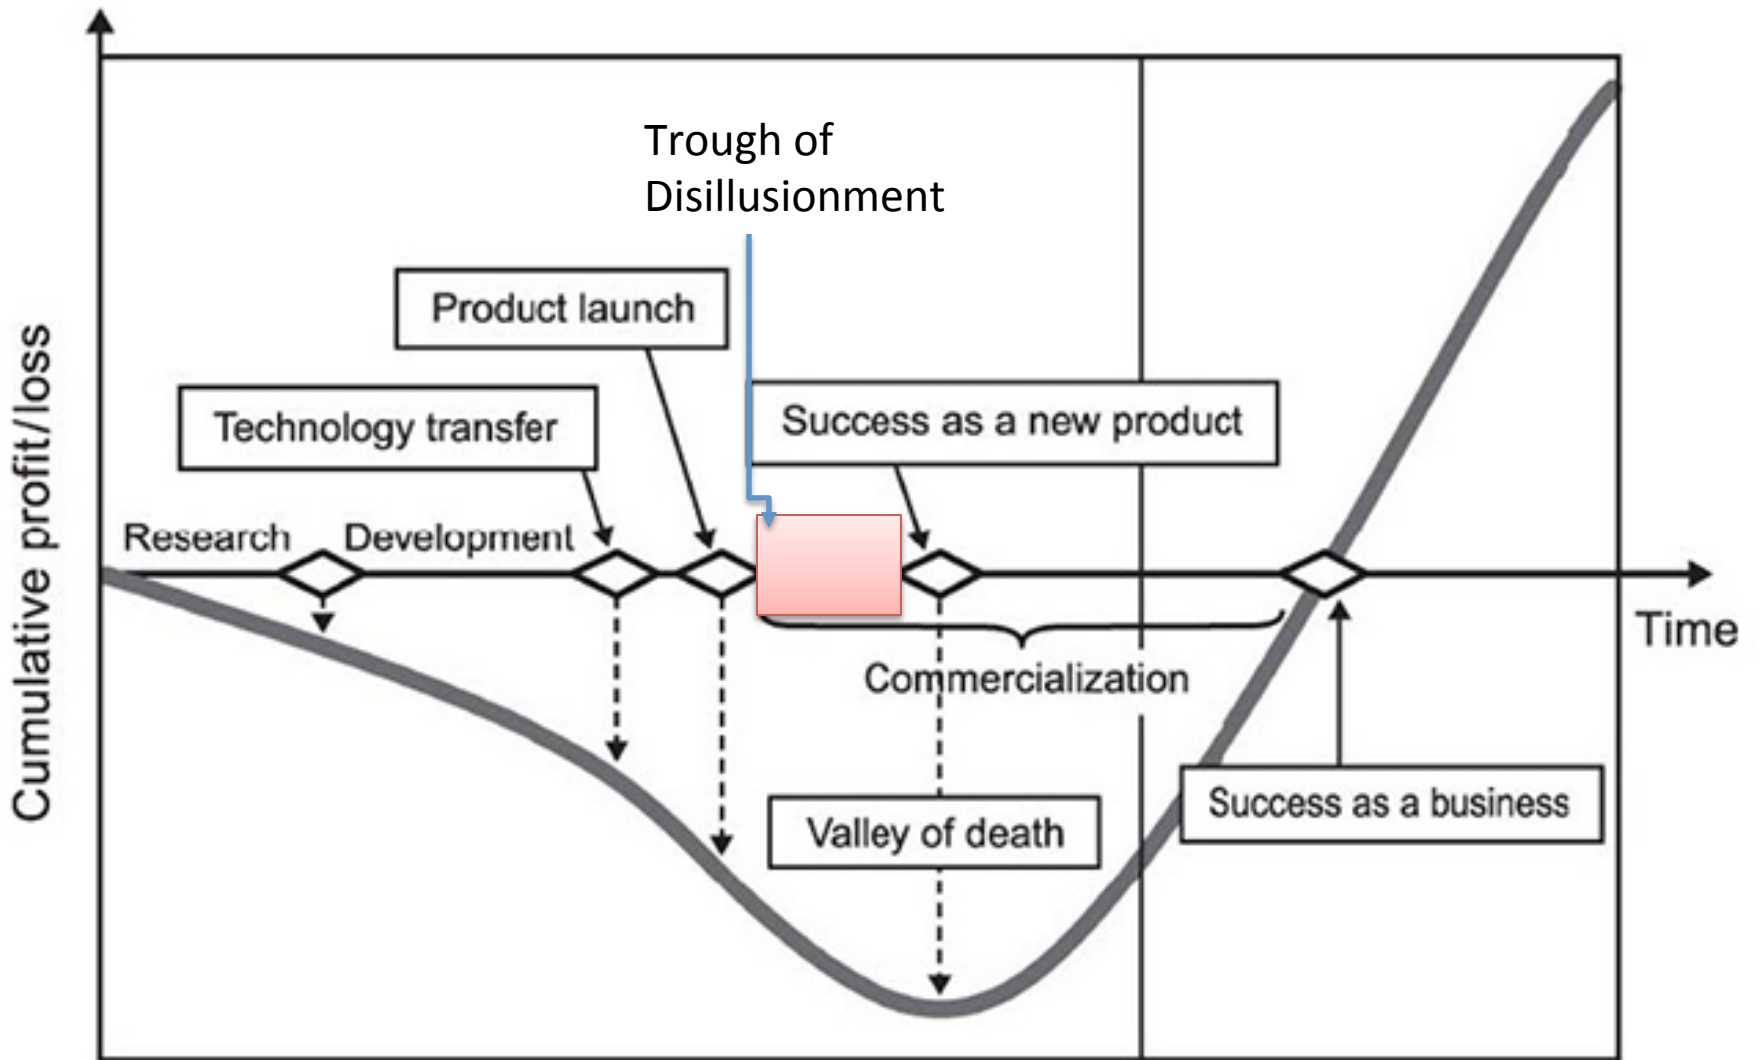 Trough of
Disillusionment
Product launch
Technology transfer
Success as a new product
Research
Development
Cumulative profit/loss
Time
Commercialization
Valley of death
Success as a business